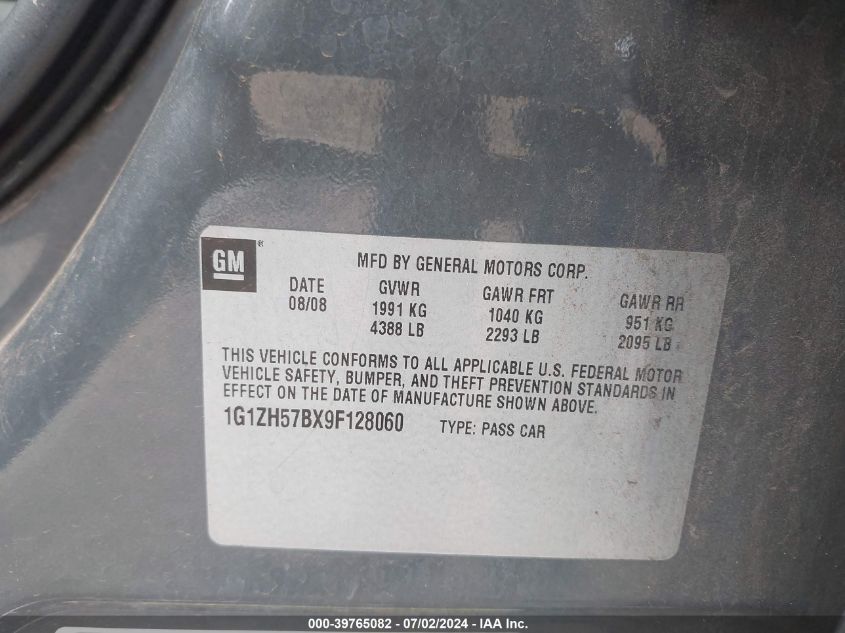 GM®
MFD BY GENERAL MOTORS CORP.
DATE GVWR GAWR FRT GAWR RR
08/08 1991 KG 1040 KG 951 KG
4388 LB 2293 LB 2095 LB
THIS VEHICLE CONFORMS TO ALL APPLICABLE U.S. FEDERAL MOTOR
VEHICLE SAFETY, BUMPER, AND THEFT PREVENTION STANDARDS IN
EFFECT ON THE DATE OF MANUFACTURE SHOWN ABOVE.
1G1ZH57BX9F128060 TYPE: PASS CAR
000-39765082 - 07/02/2024 - IAA Inc.